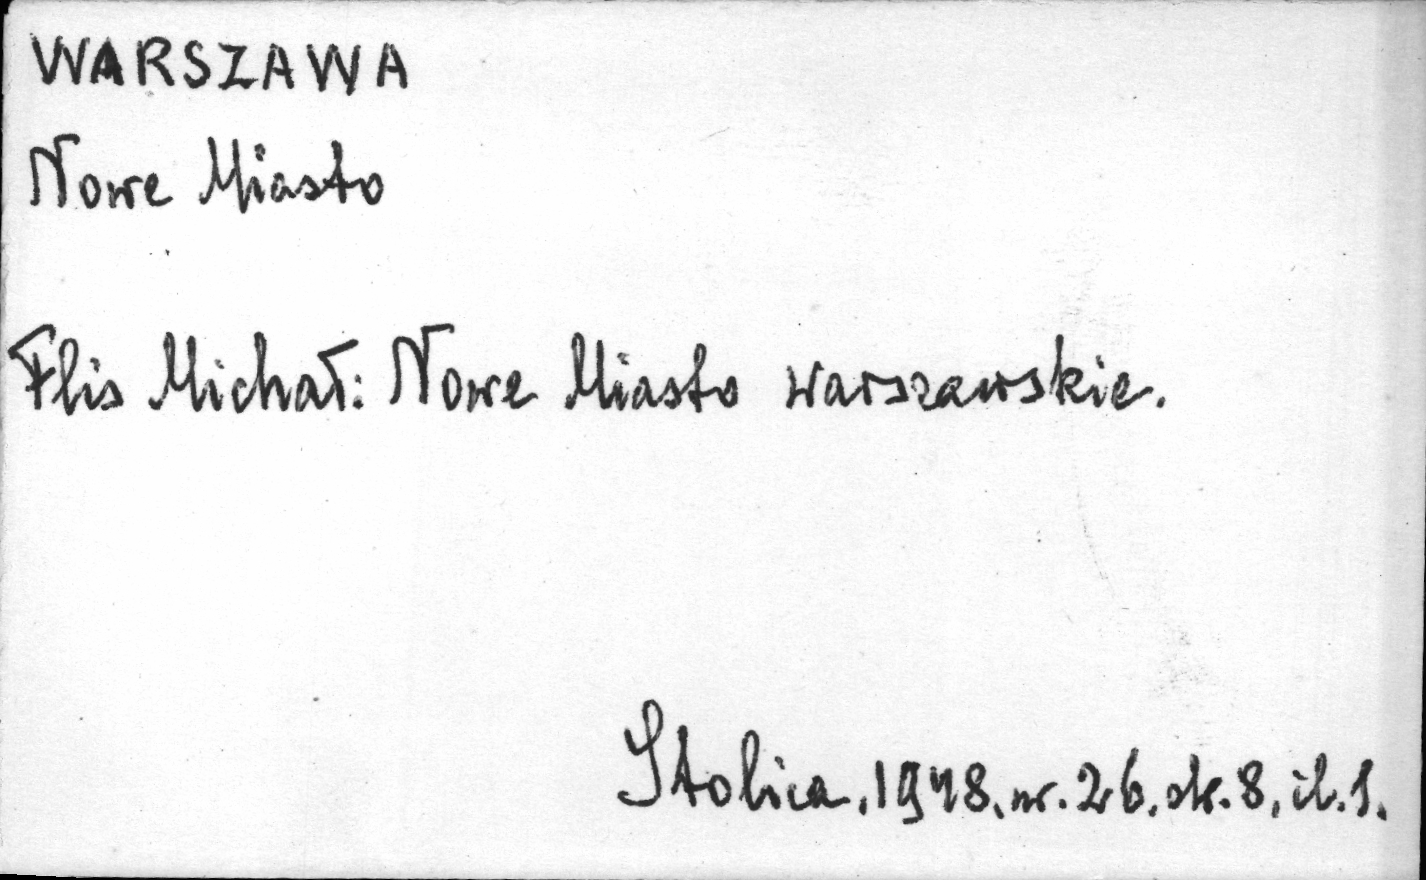 WARSZAWA
Nowe Miasto
Flis Michał: Nowe Miasto warszawskie.
Stolica, 1948, nr. 26, str. 8, il. 1.